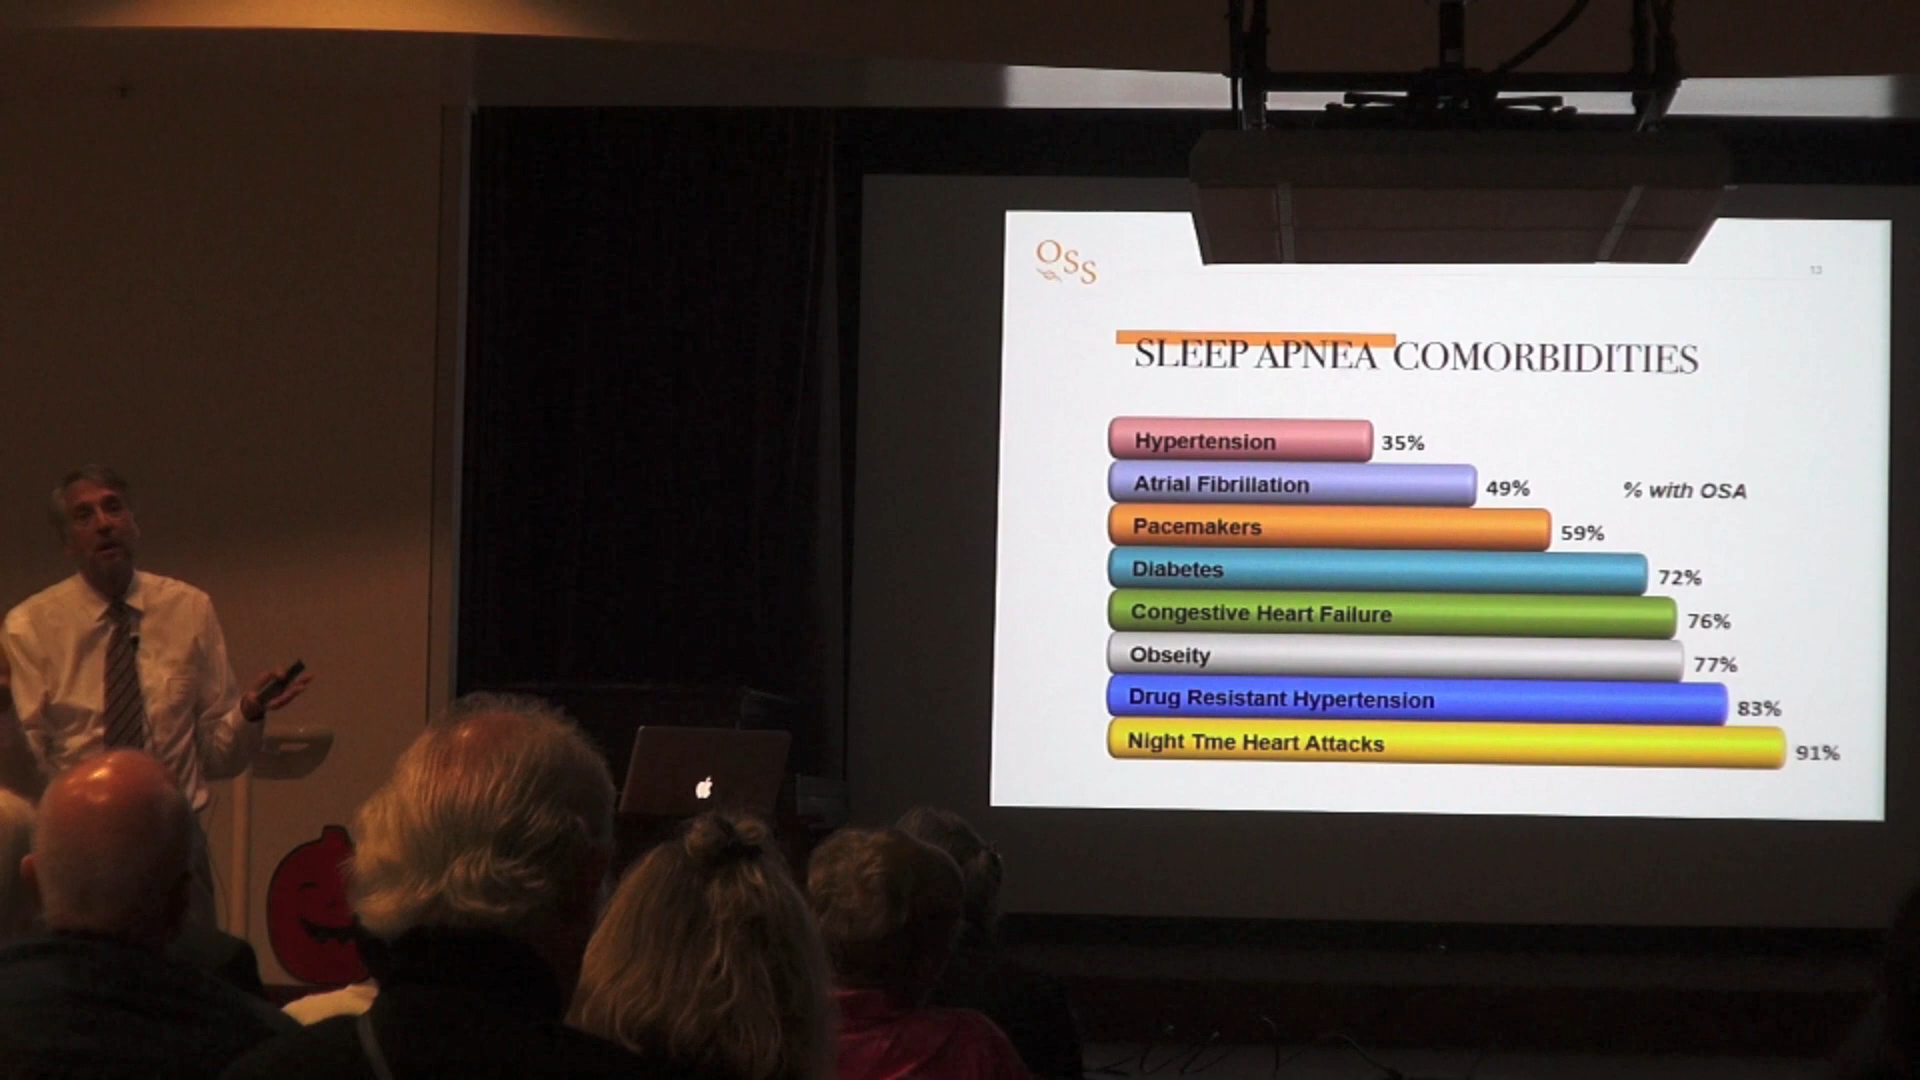 OSS
13
SLEEP APNEA COMORBIDITIES
Hypertension 35%
Atrial Fibrillation 49%
% with OSA
Pacemakers 59%
Diabetes 72%
Congestive Heart Failure 76%
Obseity 77%
Drug Resistant Hypertension 83%
Night Tme Heart Attacks 91%